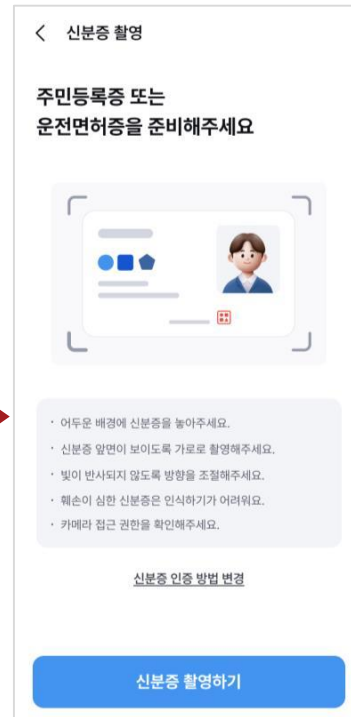 신분증 촬영
주민등록증 또는
운전면허증을 준비해주세요
· 어두운 배경에 신분증을 놓아주세요.
· 신분증 앞면이 보이도록 가로로 촬영해주세요.
· 빛이 반사되지 않도록 방향을 조절해주세요.
· 훼손이 심한 신분증은 인식하기가 어려워요.
· 카메라 접근 권한을 확인해주세요.
신분증 인증 방법 변경
신분증 촬영하기